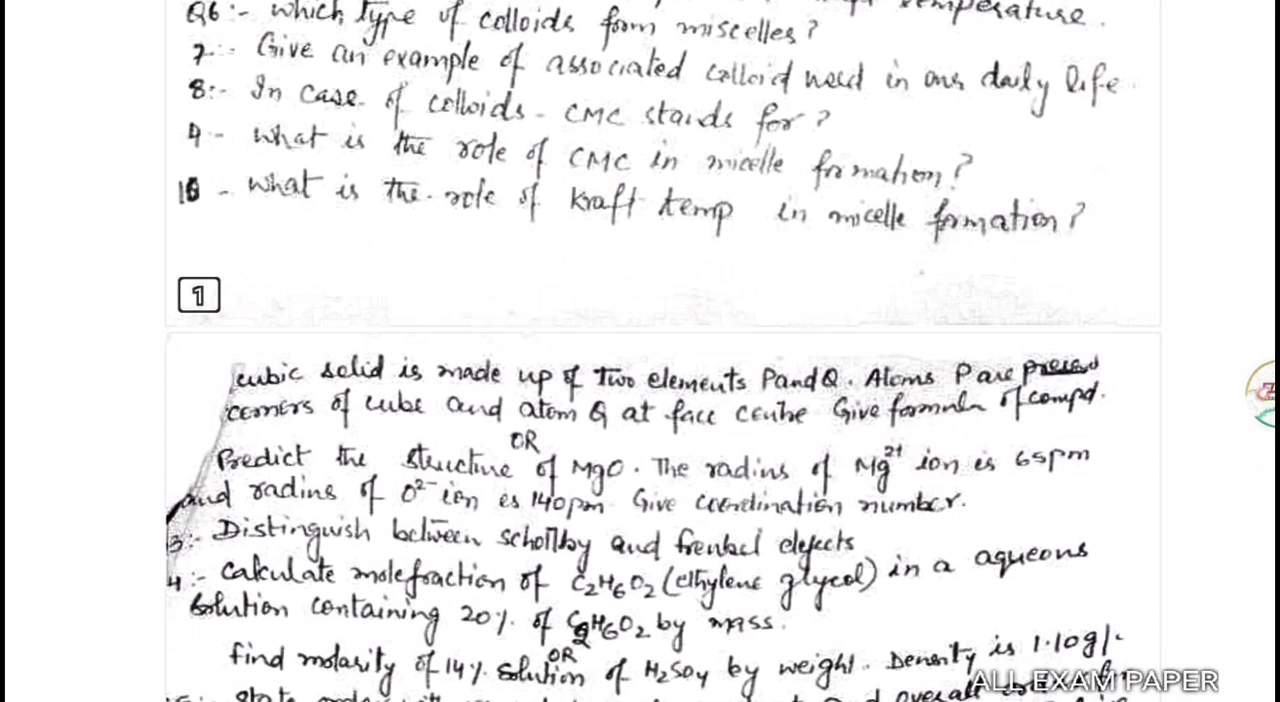 Q6:- which type of colloids form miscelles?
7:- Give an example of associated colloid used in our daily life.
8:- In case of colloids - CMC stands for?
9- what is the role of CMC in micelle formation?
10 - What is the role of kraft temp in micelle formation?
1
cubic solid is made up of Two elements P and Q. Atoms P are present
corners of cube and atom Q at face centre Give formula of compd.
OR
Predict the structure of MgO. The radius of Mg²⁺ ion is 65pm
and radius of O²⁻ ion is 140pm. Give coordination number.
3:- Distinguish between schottky and frenkel defects
4:- Calculate molefraction of C₂H₆O₂ (ethylene glycol) in a aqueous
solution containing 20% of C₂H₆O₂ by mass.
OR
find molarity of 14% solution of H₂SO₄ by weight. Density is 1.10g/
ALL EXAM PAPER
overall